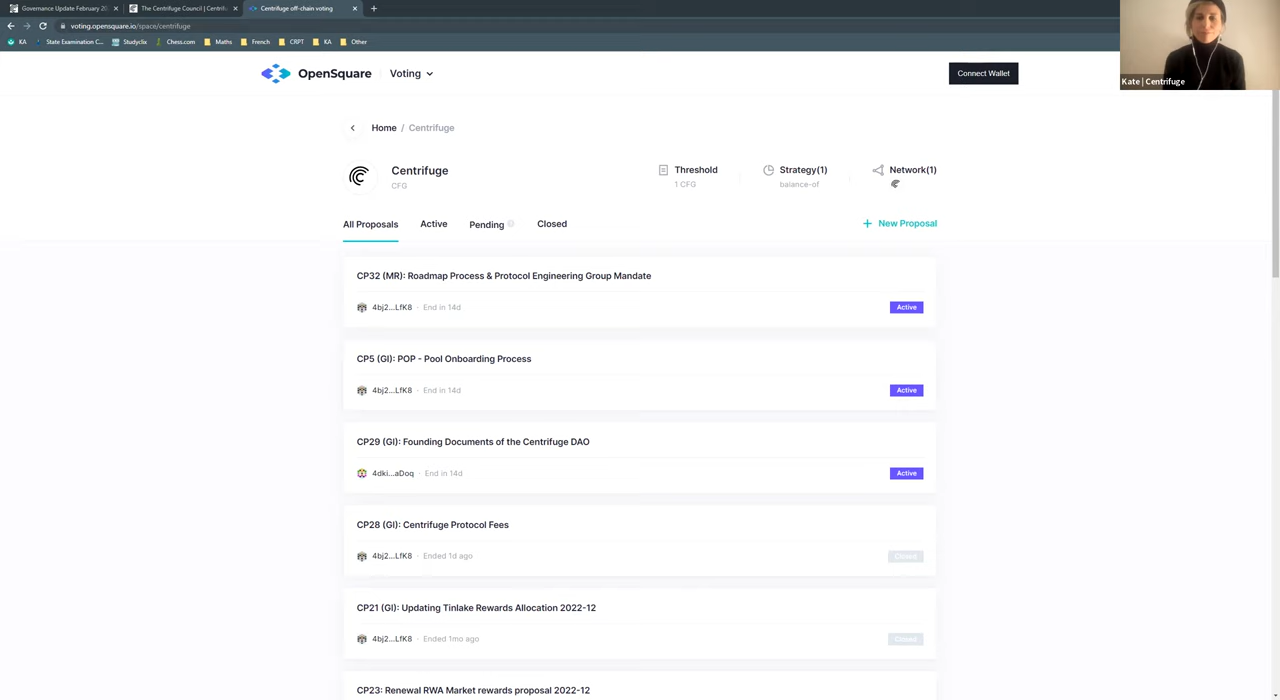 Governance Update February 20
The Centrifuge Council | Centrifu
Centrifuge off-chain voting
voting.opensquare.io/space/centrifuge
KA
State Examination C...
Studyclix
Chess.com
Maths
French
CRPT
KA
Other
OpenSquare
Voting
Connect Wallet
Kate | Centrifuge
Home / Centrifuge
Centrifuge
CFG
Threshold
1 CFG
Strategy(1)
balance-of
Network(1)
All Proposals
Active
Pending
Closed
+ New Proposal
CP32 (MR): Roadmap Process & Protocol Engineering Group Mandate
4bj2...LfK8 · End in 14d
Active
CP5 (GI): POP - Pool Onboarding Process
4bj2...LfK8 · End in 14d
Active
CP29 (GI): Founding Documents of the Centrifuge DAO
4dki...aDoq · End in 14d
Active
CP28 (GI): Centrifuge Protocol Fees
4bj2...LfK8 · Ended 1d ago
Closed
CP21 (GI): Updating Tinlake Rewards Allocation 2022-12
4bj2...LfK8 · Ended 1mo ago
Closed
CP23: Renewal RWA Market rewards proposal 2022-12